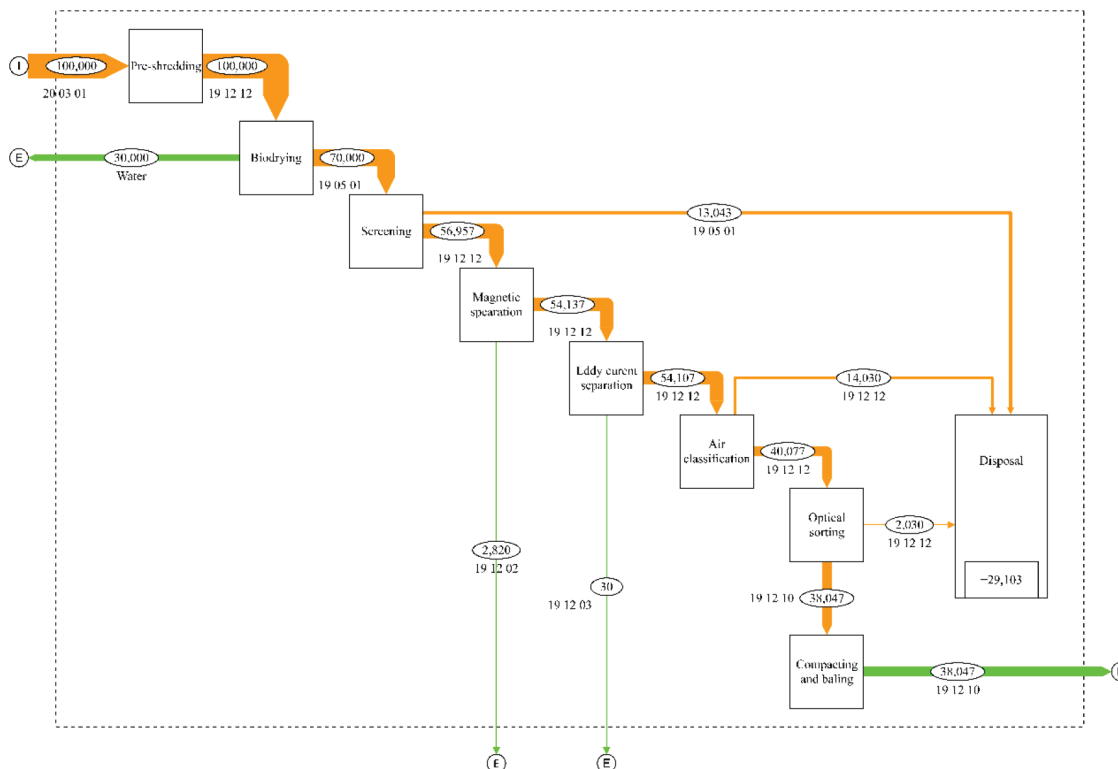 I
100,000
20 03 01
Pre-shredding
100,000
19 12 12
E
30,000
Water
Biodrying
70,000
19 05 01
Screening
13,043
19 05 01
56,957
19 12 12
Magnetic
spearation
54,137
19 12 12
Eddy curent
separation
54,107
19 12 12
14,030
19 12 12
Air
classification
40,077
19 12 12
Disposal
Optical
sorting
2,030
19 12 12
2,820
19 12 02
30
19 12 03
19 12 10
38,047
−29,103
Compacting
and baling
38,047
19 12 10
E
E